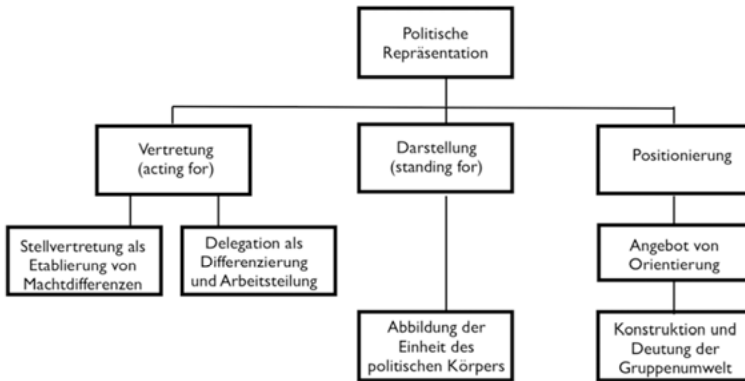 Politische
Repräsentation
Vertretung
(acting for)
Darstellung
(standing for)
Positionierung
Stellvertretung als
Etablierung von
Machtdifferenzen
Delegation als
Differenzierung
und Arbeitsteilung
Angebot von
Orientierung
Abbildung der
Einheit des
politischen Körpers
Konstruktion und
Deutung der
Gruppenumwelt